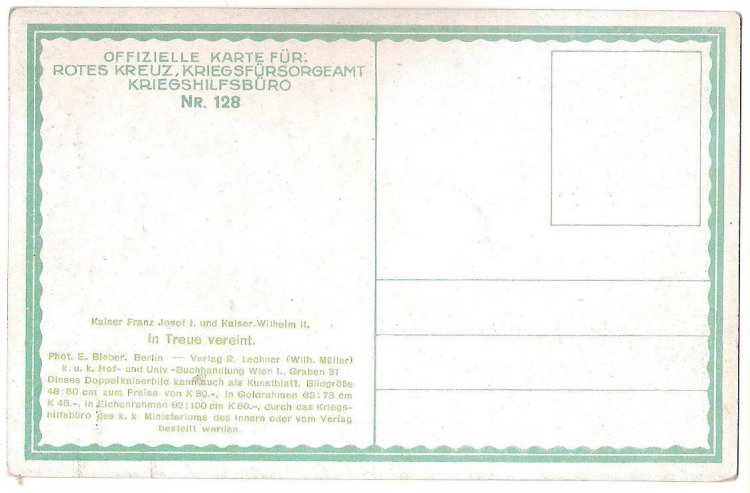 OFFIZIELLE KARTE FÜR:
ROTES KREUZ, KRIEGSFÜRSORGEAMT
KRIEGSHILFSBÜRO
NR. 128
Kaiser Franz Josef I. und Kaiser Wilhelm II.
In Treue vereint.
Phot. E. Bieber, Berlin — Verlag R. Lechner (Wilh. Müller)
k. u. k. Hof- und Univ.-Buchhandlung Wien I., Graben 31
Dieses Doppelkaiserbild kann auch als Kunstblatt, Bildgröße
48:60 cm zum Preise von K 30.-, in Goldrahmen 63:73 cm
K 45.-, in Eichenrahmen 92:100 cm K 60.-, durch das Kriegs-
hilfsbüro des k. k. Ministeriums des Innern oder vom Verlag
bestellt werden.